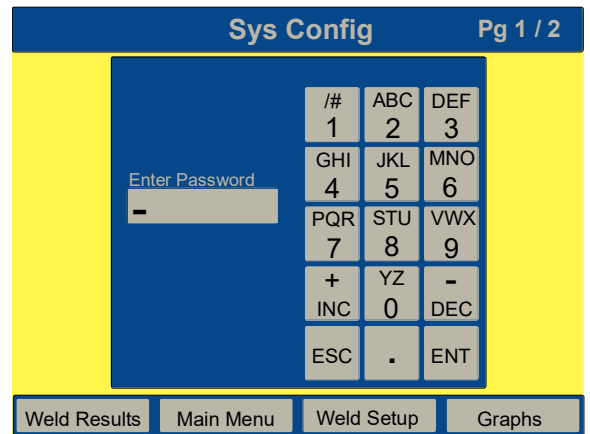 Sys Config Pg 1 / 2
/# ABC DEF
1 2 3
GHI JKL MNO
Enter Password
4 5 6
-
PQR STU VWX
7 8 9
+ YZ -
INC 0 DEC
ESC . ENT
Weld Results Main Menu Weld Setup Graphs